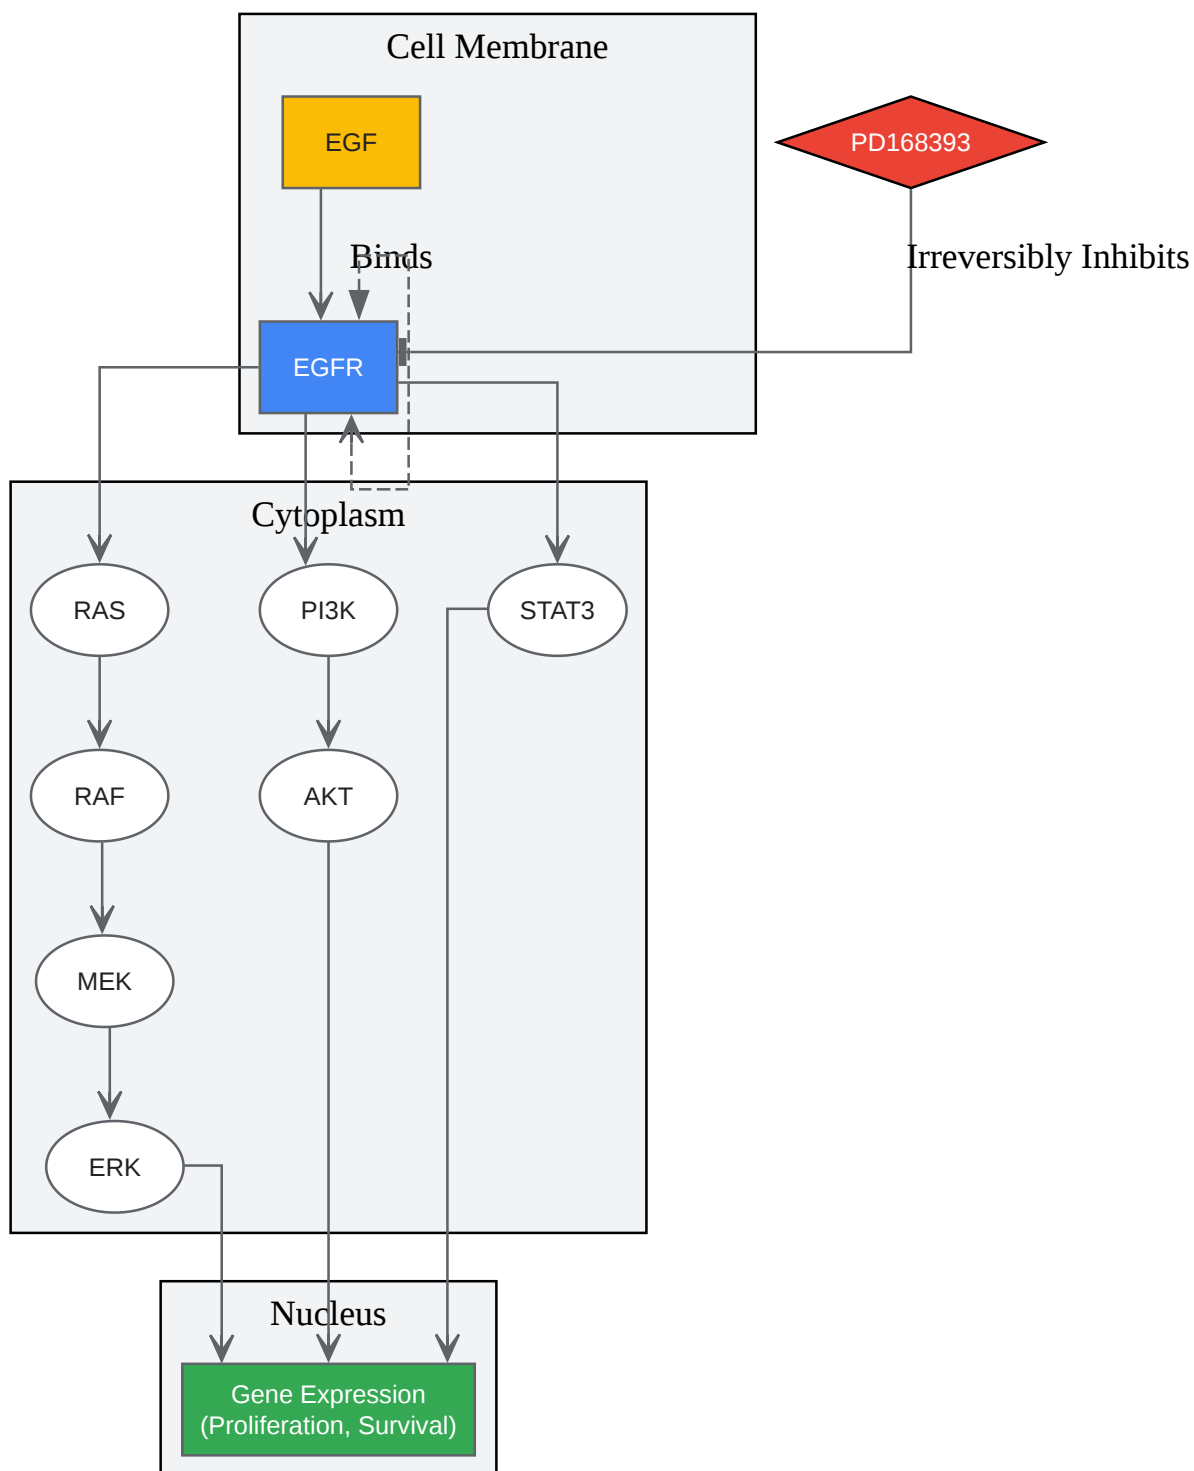 Cell Membrane
EGF
PD168393
Binds
Irreversibly Inhibits
EGFR
Cytoplasm
RAS
PI3K
STAT3
RAF
AKT
MEK
ERK
Nucleus
Gene Expression
(Proliferation, Survival)